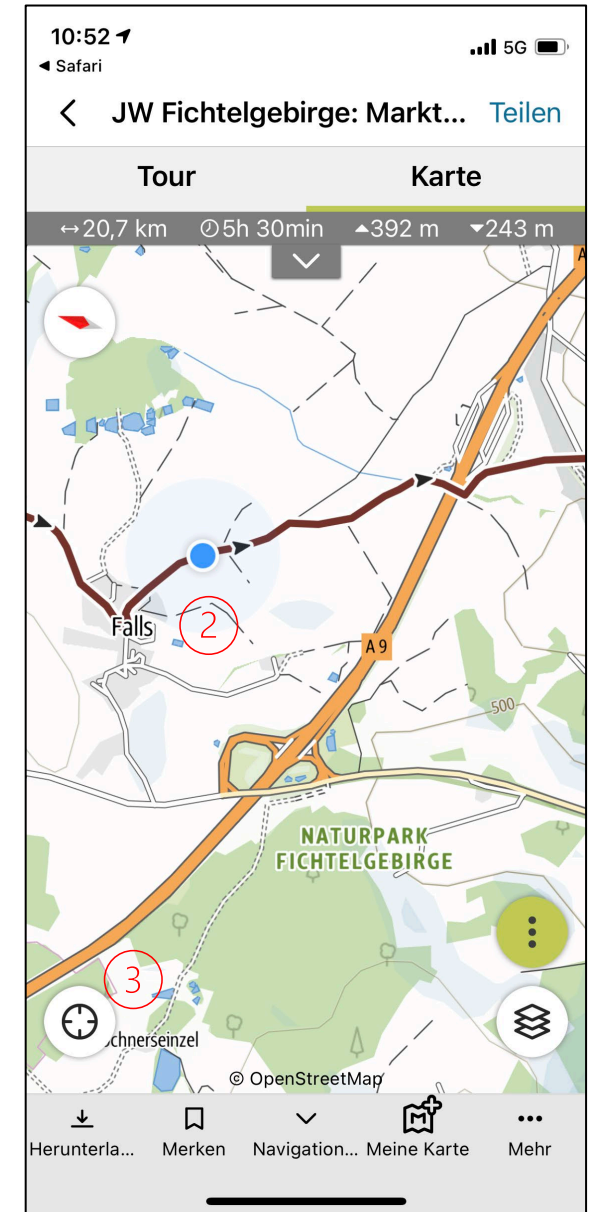 10:52
5G
◀ Safari
JW Fichtelgebirge: Markt... Teilen
Tour Karte
↔20,7 km 5h 30min ▲392 m ▼243 m
A
Falls
2
A 9
500
NATURPARK
FICHTELGEBIRGE
3
chnerseinzel
© OpenStreetMap
Herunterla... Merken Navigation... Meine Karte Mehr